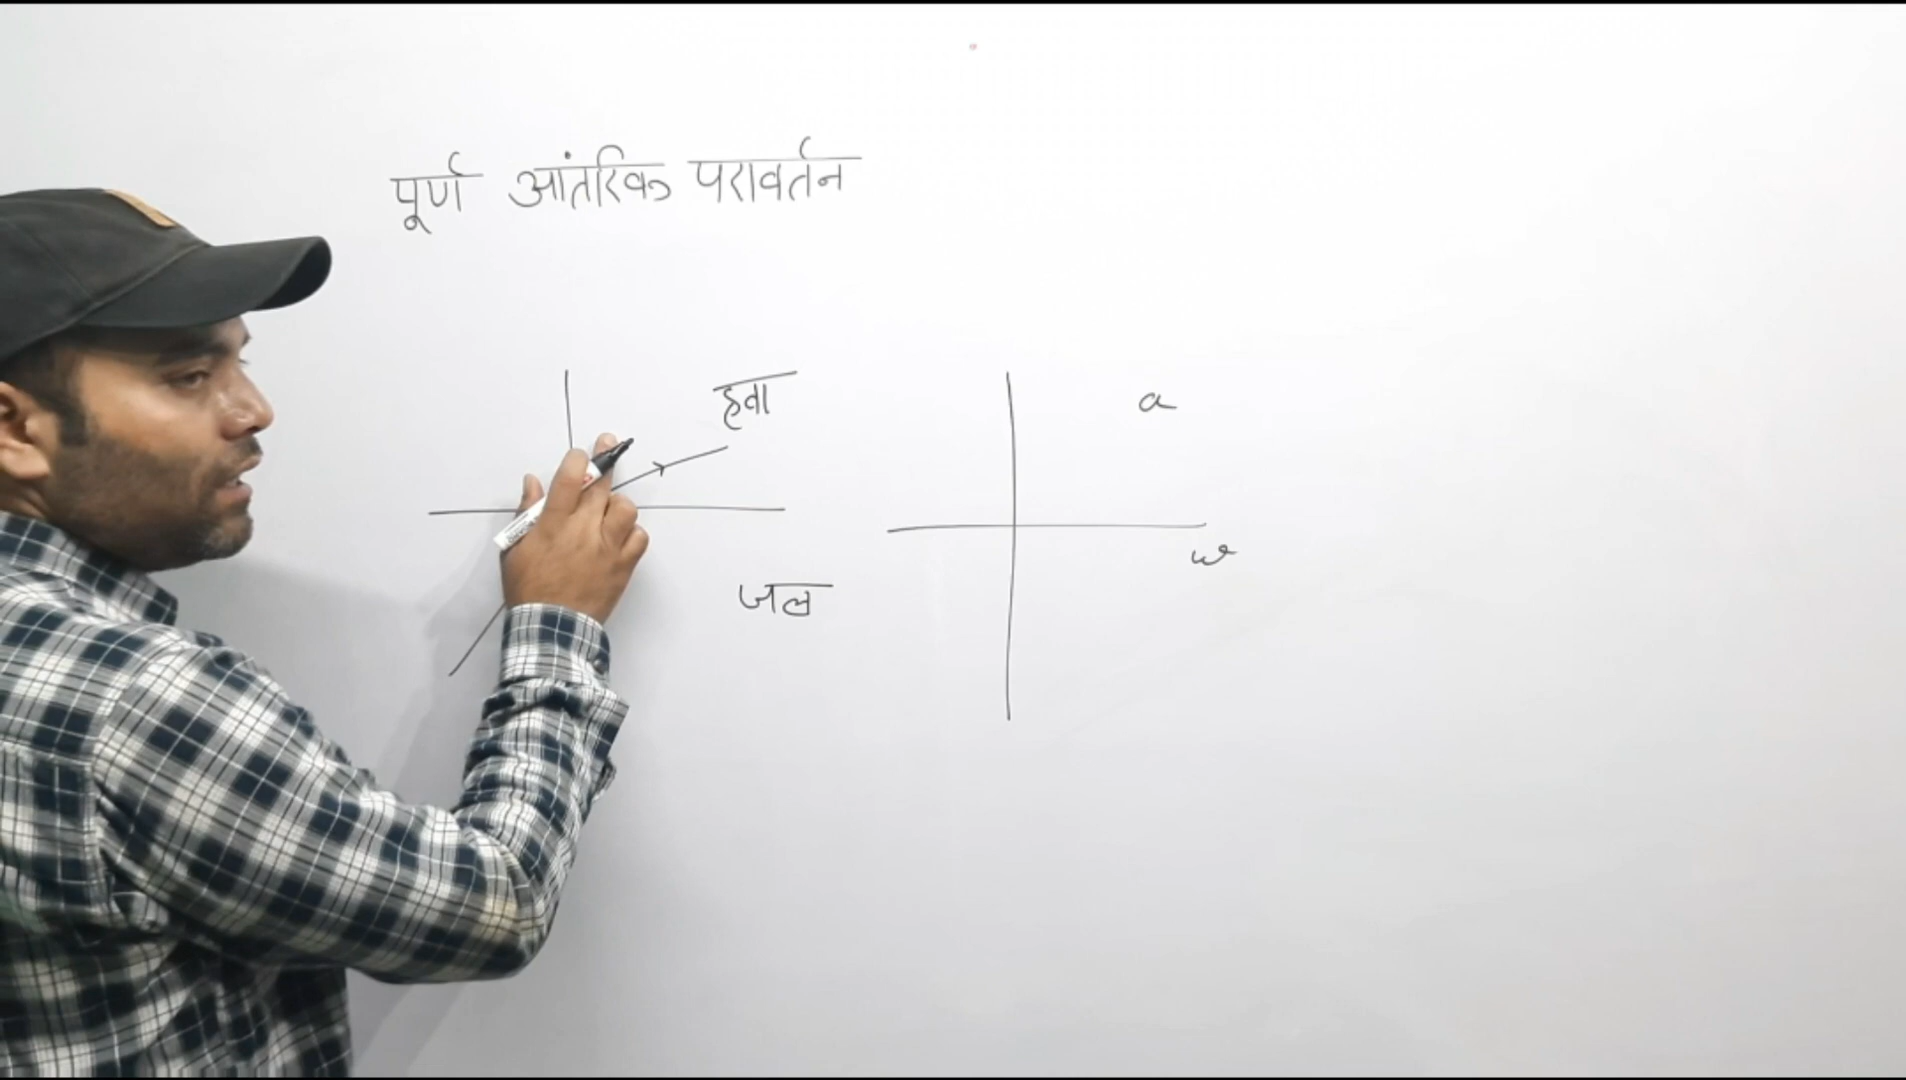 पूर्ण आंतरिक परावर्तन
हवा
a
w
जल